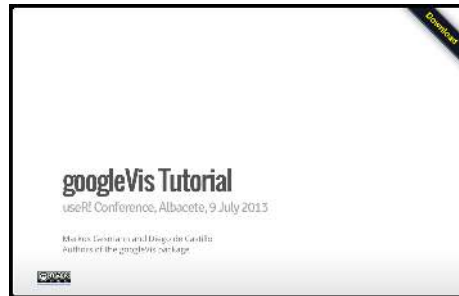 Download
googleVis Tutorial
useR! Conference, Albacete, 9 July 2013
Markus Gesmann and Diego de Castillo
Authors of the googleVis package